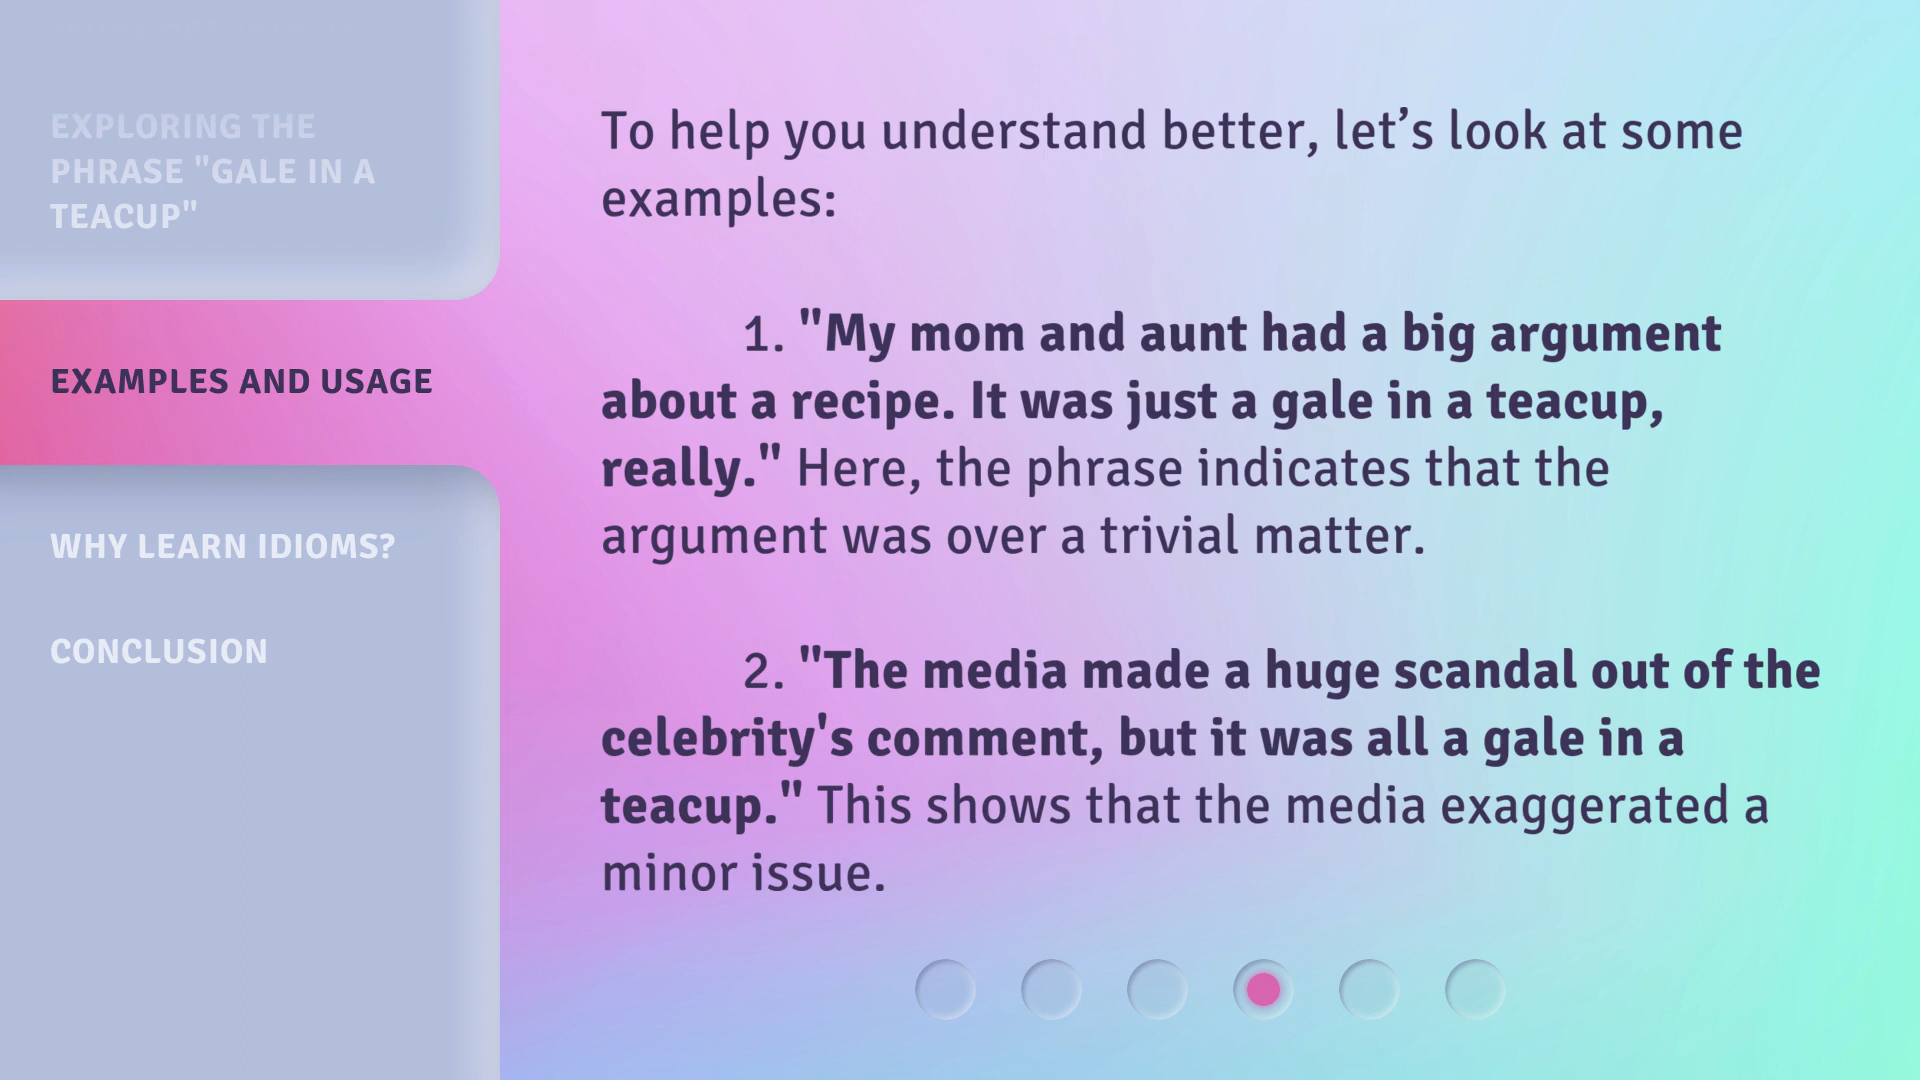 EXPLORING THE
PHRASE "GALE IN A
TEACUP"
EXAMPLES AND USAGE
WHY LEARN IDIOMS?
CONCLUSION
To help you understand better, let’s look at some
examples:
1. "My mom and aunt had a big argument
about a recipe. It was just a gale in a teacup,
really." Here, the phrase indicates that the
argument was over a trivial matter.
2. "The media made a huge scandal out of the
celebrity's comment, but it was all a gale in a
teacup." This shows that the media exaggerated a
minor issue.